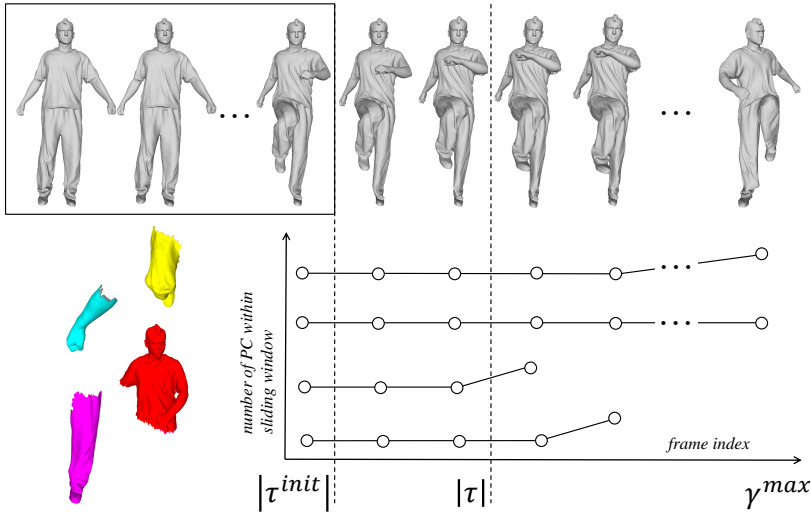 ...
...
number of PC within
sliding window
...
...
frame index
|τ^{init}| |τ| γ^{max}